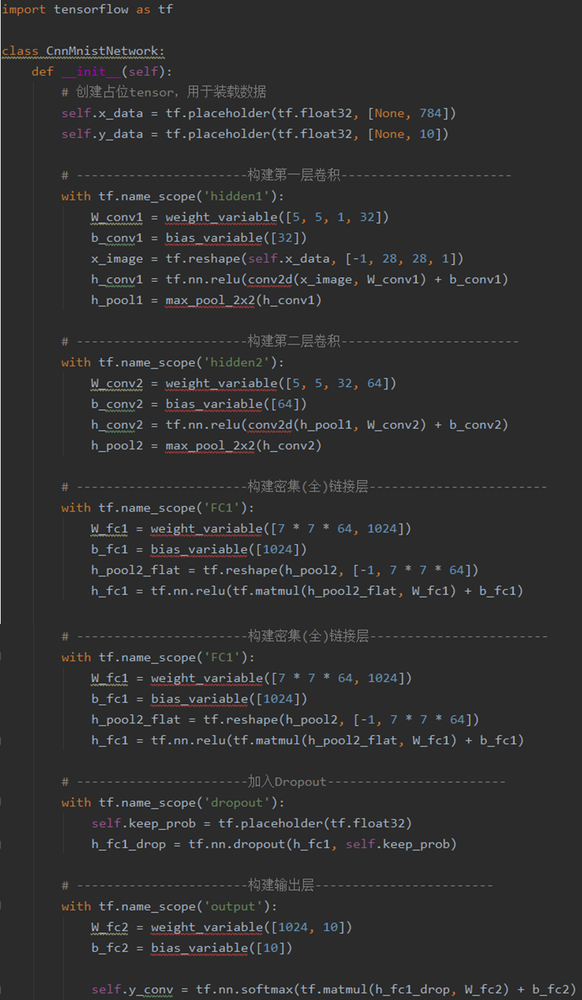 import tensorflow as tf
class CnnMnistNetwork:
def __init__(self):
# 创建占位tensor，用于装载数据
self.x_data = tf.placeholder(tf.float32, [None, 784])
self.y_data = tf.placeholder(tf.float32, [None, 10])
# -----------------------构建第一层卷积-----------------------
with tf.name_scope('hidden1'):
W_conv1 = weight_variable([5, 5, 1, 32])
b_conv1 = bias_variable([32])
x_image = tf.reshape(self.x_data, [-1, 28, 28, 1])
h_conv1 = tf.nn.relu(conv2d(x_image, W_conv1) + b_conv1)
h_pool1 = max_pool_2x2(h_conv1)
# -----------------------构建第二层卷积------------------------
with tf.name_scope('hidden2'):
W_conv2 = weight_variable([5, 5, 32, 64])
b_conv2 = bias_variable([64])
h_conv2 = tf.nn.relu(conv2d(h_pool1, W_conv2) + b_conv2)
h_pool2 = max_pool_2x2(h_conv2)
# -----------------------构建密集(全)链接层------------------------
with tf.name_scope('FC1'):
W_fc1 = weight_variable([7 * 7 * 64, 1024])
b_fc1 = bias_variable([1024])
h_pool2_flat = tf.reshape(h_pool2, [-1, 7 * 7 * 64])
h_fc1 = tf.nn.relu(tf.matmul(h_pool2_flat, W_fc1) + b_fc1)
# -----------------------构建密集(全)链接层------------------------
with tf.name_scope('FC1'):
W_fc1 = weight_variable([7 * 7 * 64, 1024])
b_fc1 = bias_variable([1024])
h_pool2_flat = tf.reshape(h_pool2, [-1, 7 * 7 * 64])
h_fc1 = tf.nn.relu(tf.matmul(h_pool2_flat, W_fc1) + b_fc1)
# -----------------------加入Dropout------------------------
with tf.name_scope('dropout'):
self.keep_prob = tf.placeholder(tf.float32)
h_fc1_drop = tf.nn.dropout(h_fc1, self.keep_prob)
# -----------------------构建输出层------------------------
with tf.name_scope('output'):
W_fc2 = weight_variable([1024, 10])
b_fc2 = bias_variable([10])
self.y_conv = tf.nn.softmax(tf.matmul(h_fc1_drop, W_fc2) + b_fc2)